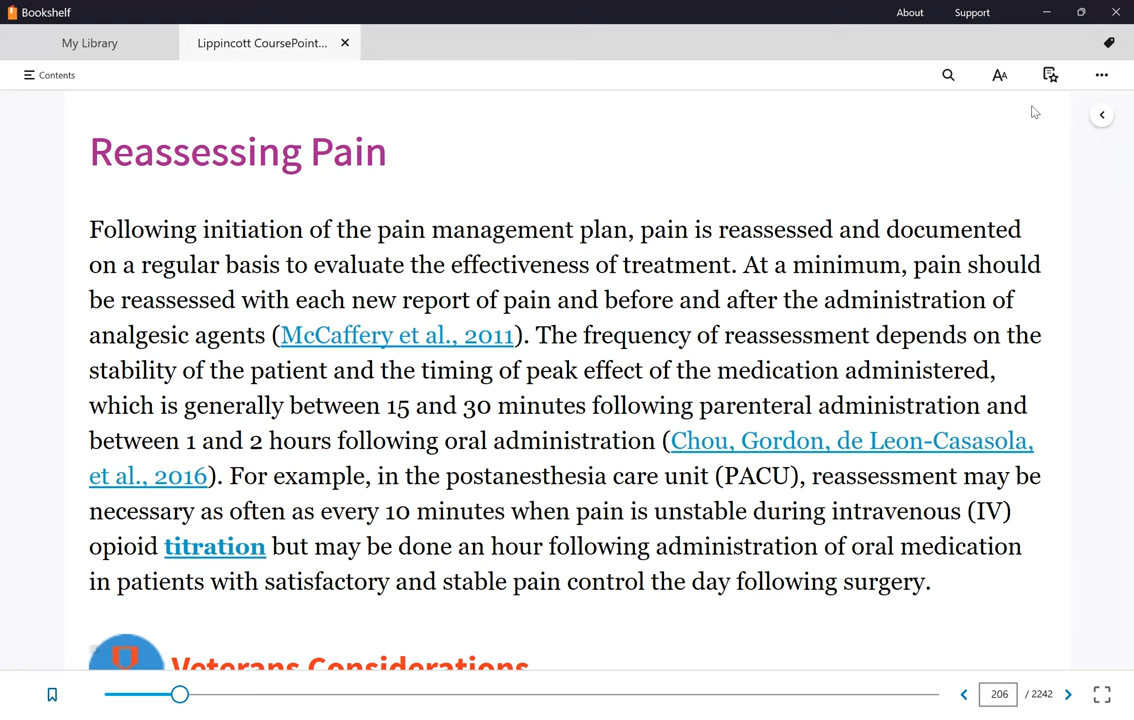 Bookshelf
About
Support
My Library
Lippincott CoursePoint...
Contents
Reassessing Pain
Following initiation of the pain management plan, pain is reassessed and documented
on a regular basis to evaluate the effectiveness of treatment. At a minimum, pain should
be reassessed with each new report of pain and before and after the administration of
analgesic agents (McCaffery et al., 2011). The frequency of reassessment depends on the
stability of the patient and the timing of peak effect of the medication administered,
which is generally between 15 and 30 minutes following parenteral administration and
between 1 and 2 hours following oral administration (Chou, Gordon, de Leon-Casasola,
et al., 2016). For example, in the postanesthesia care unit (PACU), reassessment may be
necessary as often as every 10 minutes when pain is unstable during intravenous (IV)
opioid titration but may be done an hour following administration of oral medication
in patients with satisfactory and stable pain control the day following surgery.
Veterans Considerations
206 / 2242